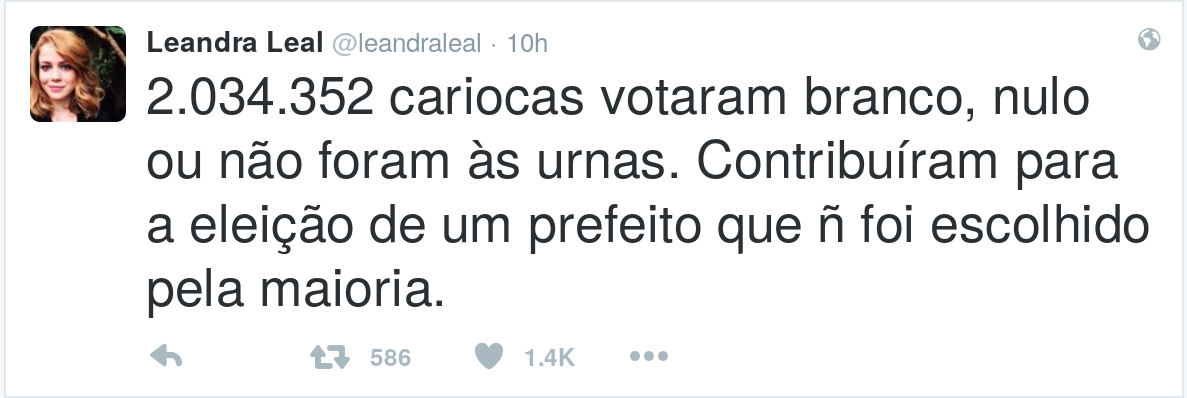 Leandra Leal @leandraleal · 10h
2.034.352 cariocas votaram branco, nulo
ou não foram às urnas. Contribuíram para
a eleição de um prefeito que ñ foi escolhido
pela maioria.
586 1.4K